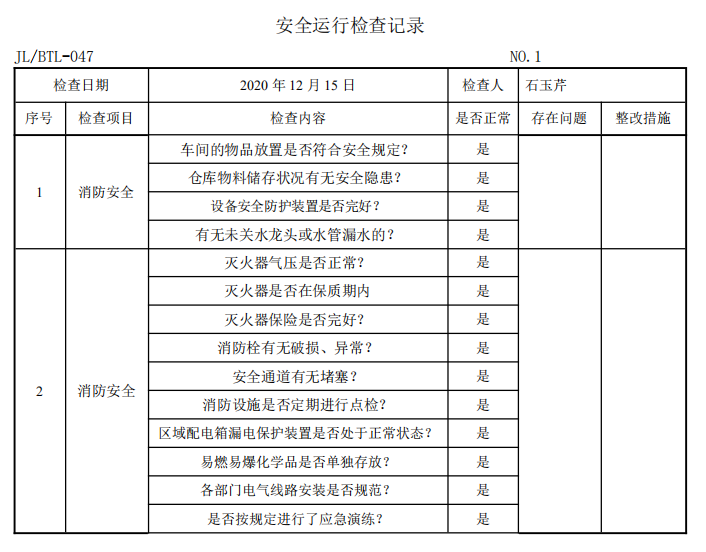 安全运行检查记录
JL/BTL-047 NO.1
检查日期 2020 年 12 月 15 日 检查人 石玉芹
序号 检查项目 检查内容 是否正常 存在问题 整改措施
1 消防安全
车间的物品放置是否符合安全规定? 是
仓库物料储存状况有无安全隐患? 是
设备安全防护装置是否完好? 是
有无未关水龙头或水管漏水的? 是
2 消防安全
灭火器气压是否正常? 是
灭火器是否在保质期内 是
灭火器保险是否完好? 是
消防栓有无破损、异常? 是
安全通道有无堵塞? 是
消防设施是否定期进行点检? 是
区域配电箱漏电保护装置是否处于正常状态? 是
易燃易爆化学品是否单独存放? 是
各部门电气线路安装是否规范? 是
是否按规定进行了应急演练? 是